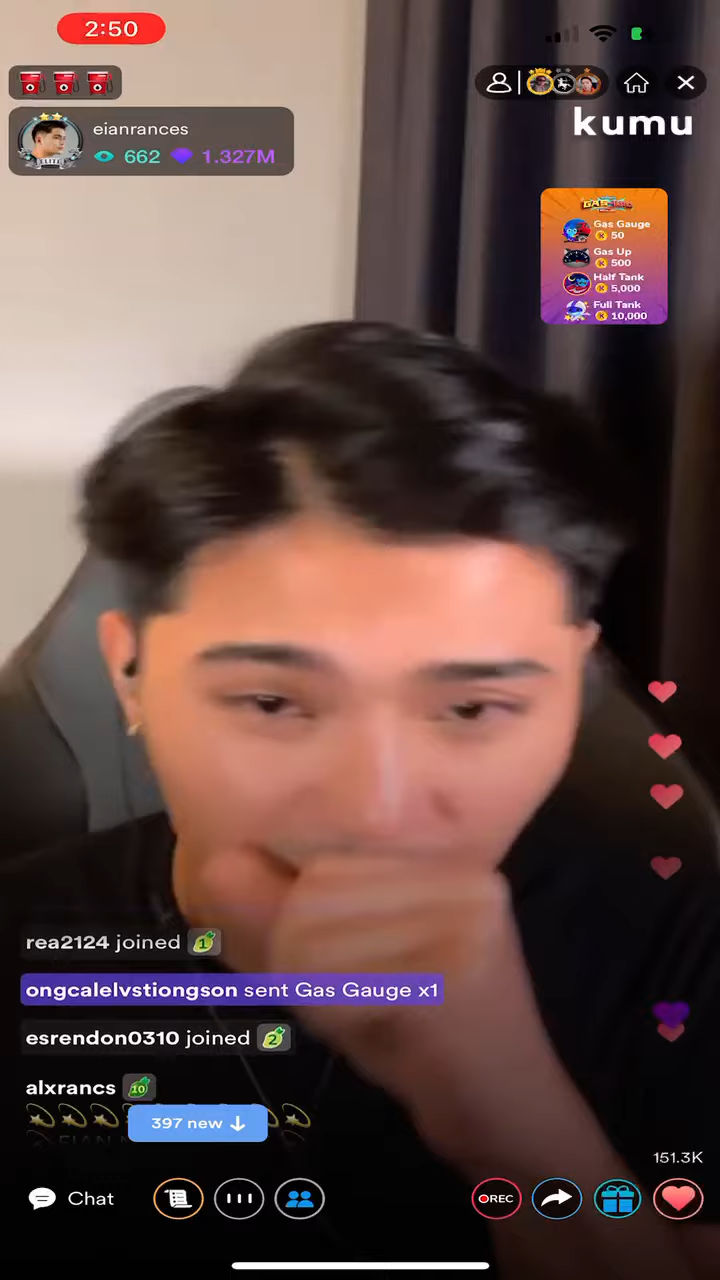 2:50
eianrances
662 1.327M
ELITE
kumu
GAS
Gas Gauge
50
Gas Up
500
Half Tank
5,000
Full Tank
10,000
rea2124 joined 1
ongcalelvstiongson sent Gas Gauge x1
esrendon0310 joined 2
alxrancs 10
397 new
151.3K
Chat
REC